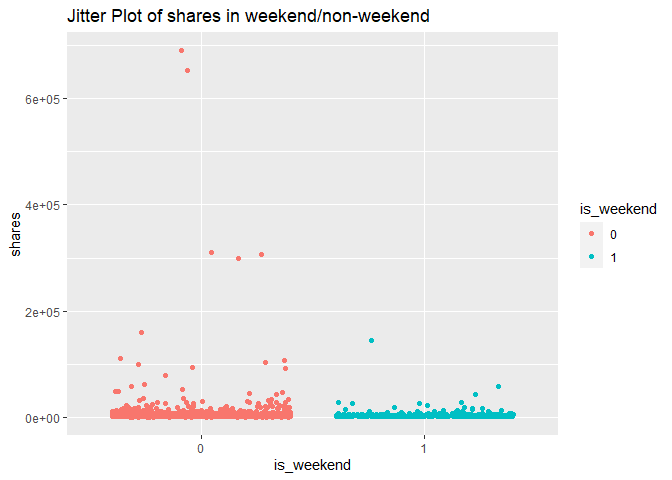 Jitter Plot of shares in weekend/non-weekend
shares
6e+05
4e+05
2e+05
0e+00
0
1
is_weekend
is_weekend
0
1